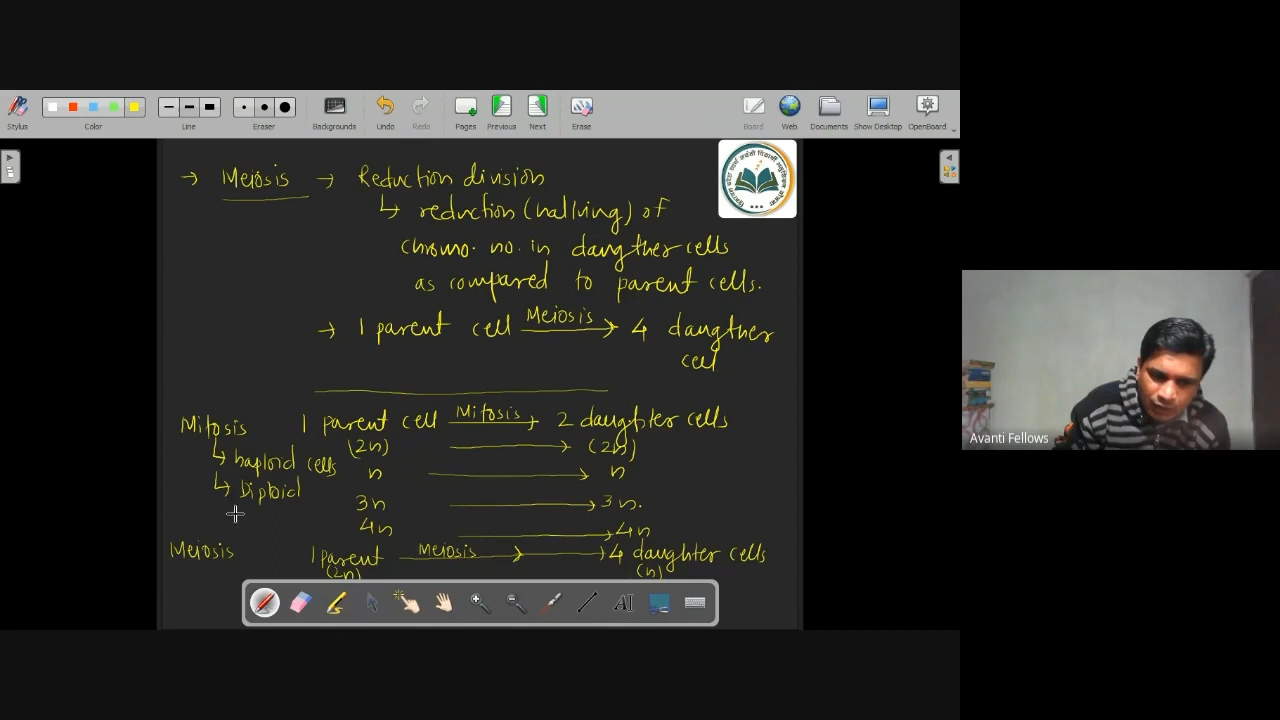 Stylus
Color
Line
Eraser
Backgrounds
Undo
Redo
Pages
Previous
Next
Erase
Board
Web
Documents
Show Desktop
OpenBoard
→ Meiosis → Reduction division
↳ reduction (halving) of
chromo. no. in daugther cells
as compared to parent cells.
→ 1 parent cell Meiosis → 4 daugther
cell
Mitosis 1 parent cell Mitosis → 2 daughter cells
(2n) → (2n)
↳ haploid cells n → n
↳ Diploid 3n → 3n.
4n → 4n
Meiosis 1 parent Meiosis → 4 daughter cells
(2n) (n)
Avanti Fellows